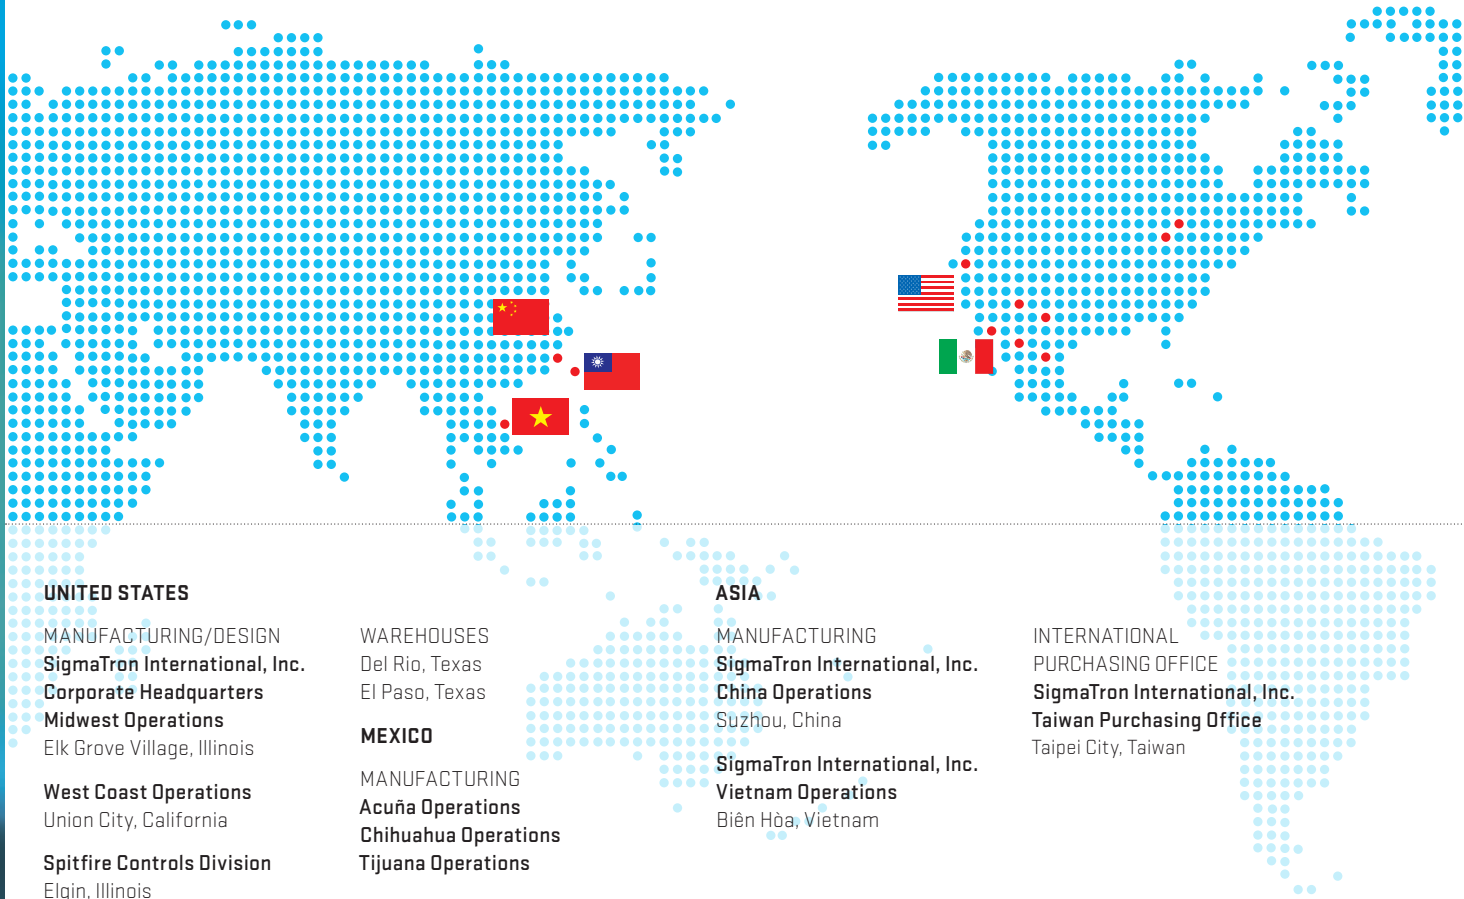 UNITED STATES
MANUFACTURING/DESIGN
SigmaTron International, Inc.
Corporate Headquarters
Midwest Operations
Elk Grove Village, Illinois
West Coast Operations
Union City, California
Spitfire Controls Division
Elgin, Illinois
WAREHOUSES
Del Rio, Texas
El Paso, Texas
MEXICO
MANUFACTURING
Acuña Operations
Chihuahua Operations
Tijuana Operations
ASIA
MANUFACTURING
SigmaTron International, Inc.
China Operations
Suzhou, China
SigmaTron International, Inc.
Vietnam Operations
Biên Hòa, Vietnam
INTERNATIONAL
PURCHASING OFFICE
SigmaTron International, Inc.
Taiwan Purchasing Office
Taipei City, Taiwan